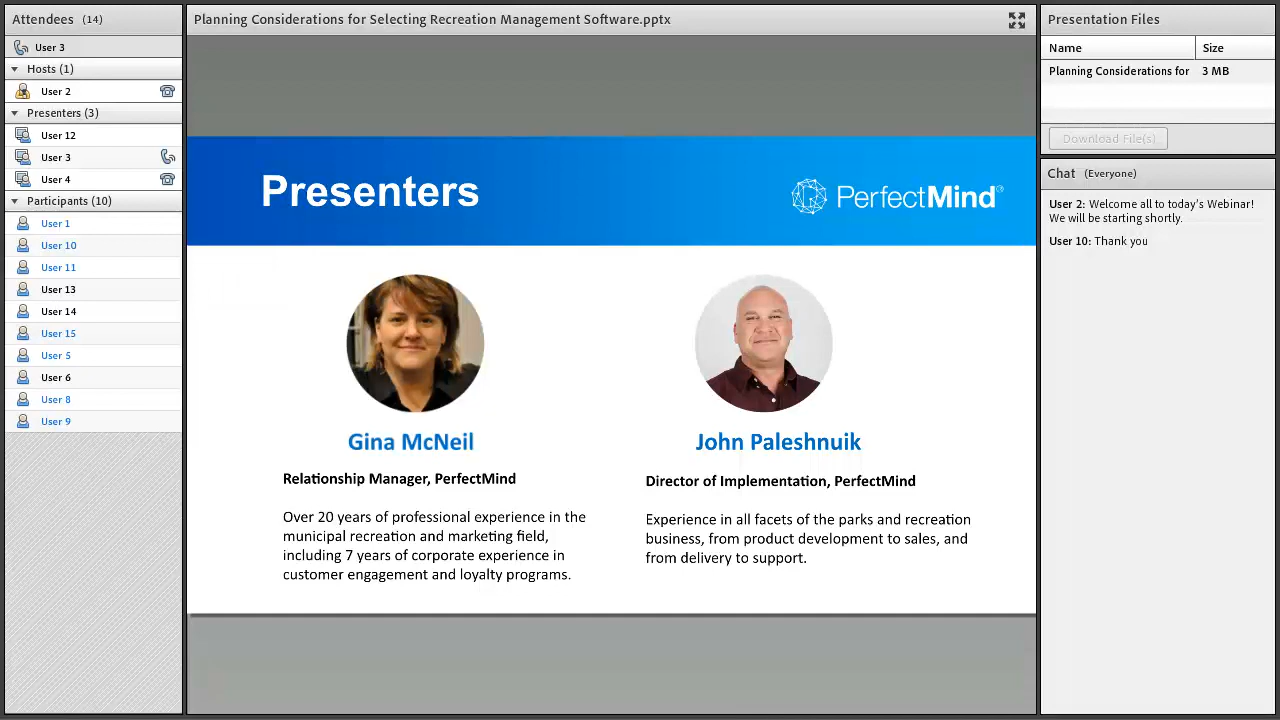 Attendees (14)
User 3
Hosts (1)
User 2
Presenters (3)
User 12
User 3
User 4
Participants (10)
User 1
User 10
User 11
User 13
User 14
User 15
User 5
User 6
User 8
User 9
Planning Considerations for Selecting Recreation Management Software.pptx
Presenters
PerfectMind®
Gina McNeil
Relationship Manager, PerfectMind
Over 20 years of professional experience in the
municipal recreation and marketing field,
including 7 years of corporate experience in
customer engagement and loyalty programs.
John Paleshnuik
Director of Implementation, PerfectMind
Experience in all facets of the parks and recreation
business, from product development to sales, and
from delivery to support.
Presentation Files
Name Size
Planning Considerations for 3 MB
Download File(s)
Chat (Everyone)
User 2: Welcome all to today's Webinar!
We will be starting shortly.
User 10: Thank you